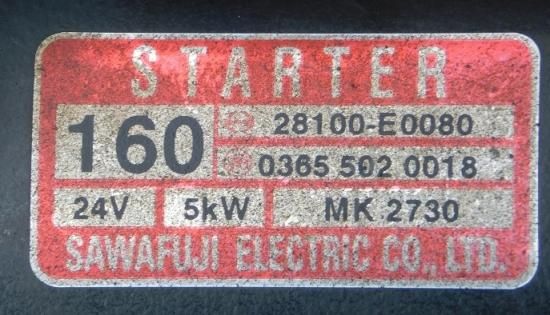 STARTER
160
28100-E0080
0365 502 0018
24V 5kW MK 2730
SAWAFUJI ELECTRIC CO., LTD.